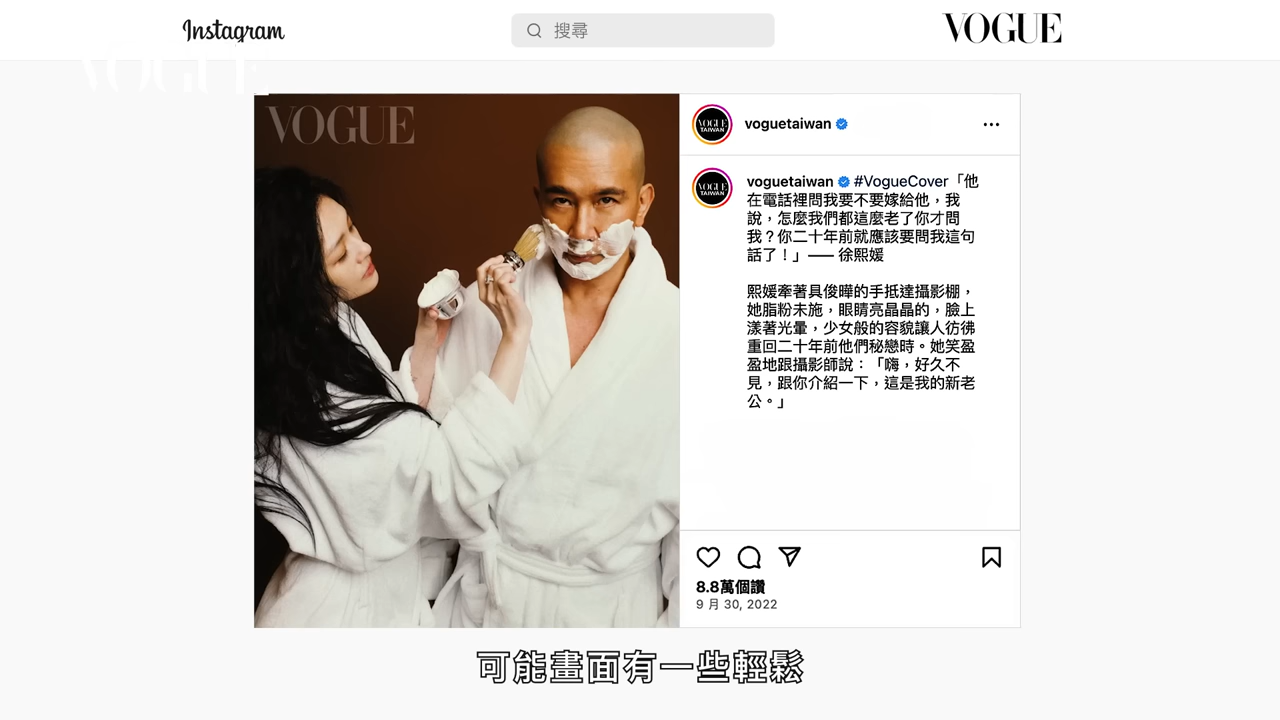 Instagram
搜尋
VOGUE
VOGUE
VOGUE
VOGUE
TAIWAN
voguetaiwan
VOGUE
TAIWAN
voguetaiwan #VogueCover「他
在電話裡問我要不要嫁給他，我
說，怎麼我們都這麼老了你才問
我？你二十年前就應該要問我這句
話了！」—— 徐熙媛
熙媛牽著具俊曄的手抵達攝影棚，
她脂粉未施，眼睛亮晶晶的，臉上
漾著光暈，少女般的容貌讓人彷彿
重回二十年前他們秘戀時。她笑盈
盈地跟攝影師說：「嗨，好久不
見，跟你介紹一下，這是我的新老
公。」
8.8萬個讚
9 月 30, 2022
可能畫面有一些輕鬆